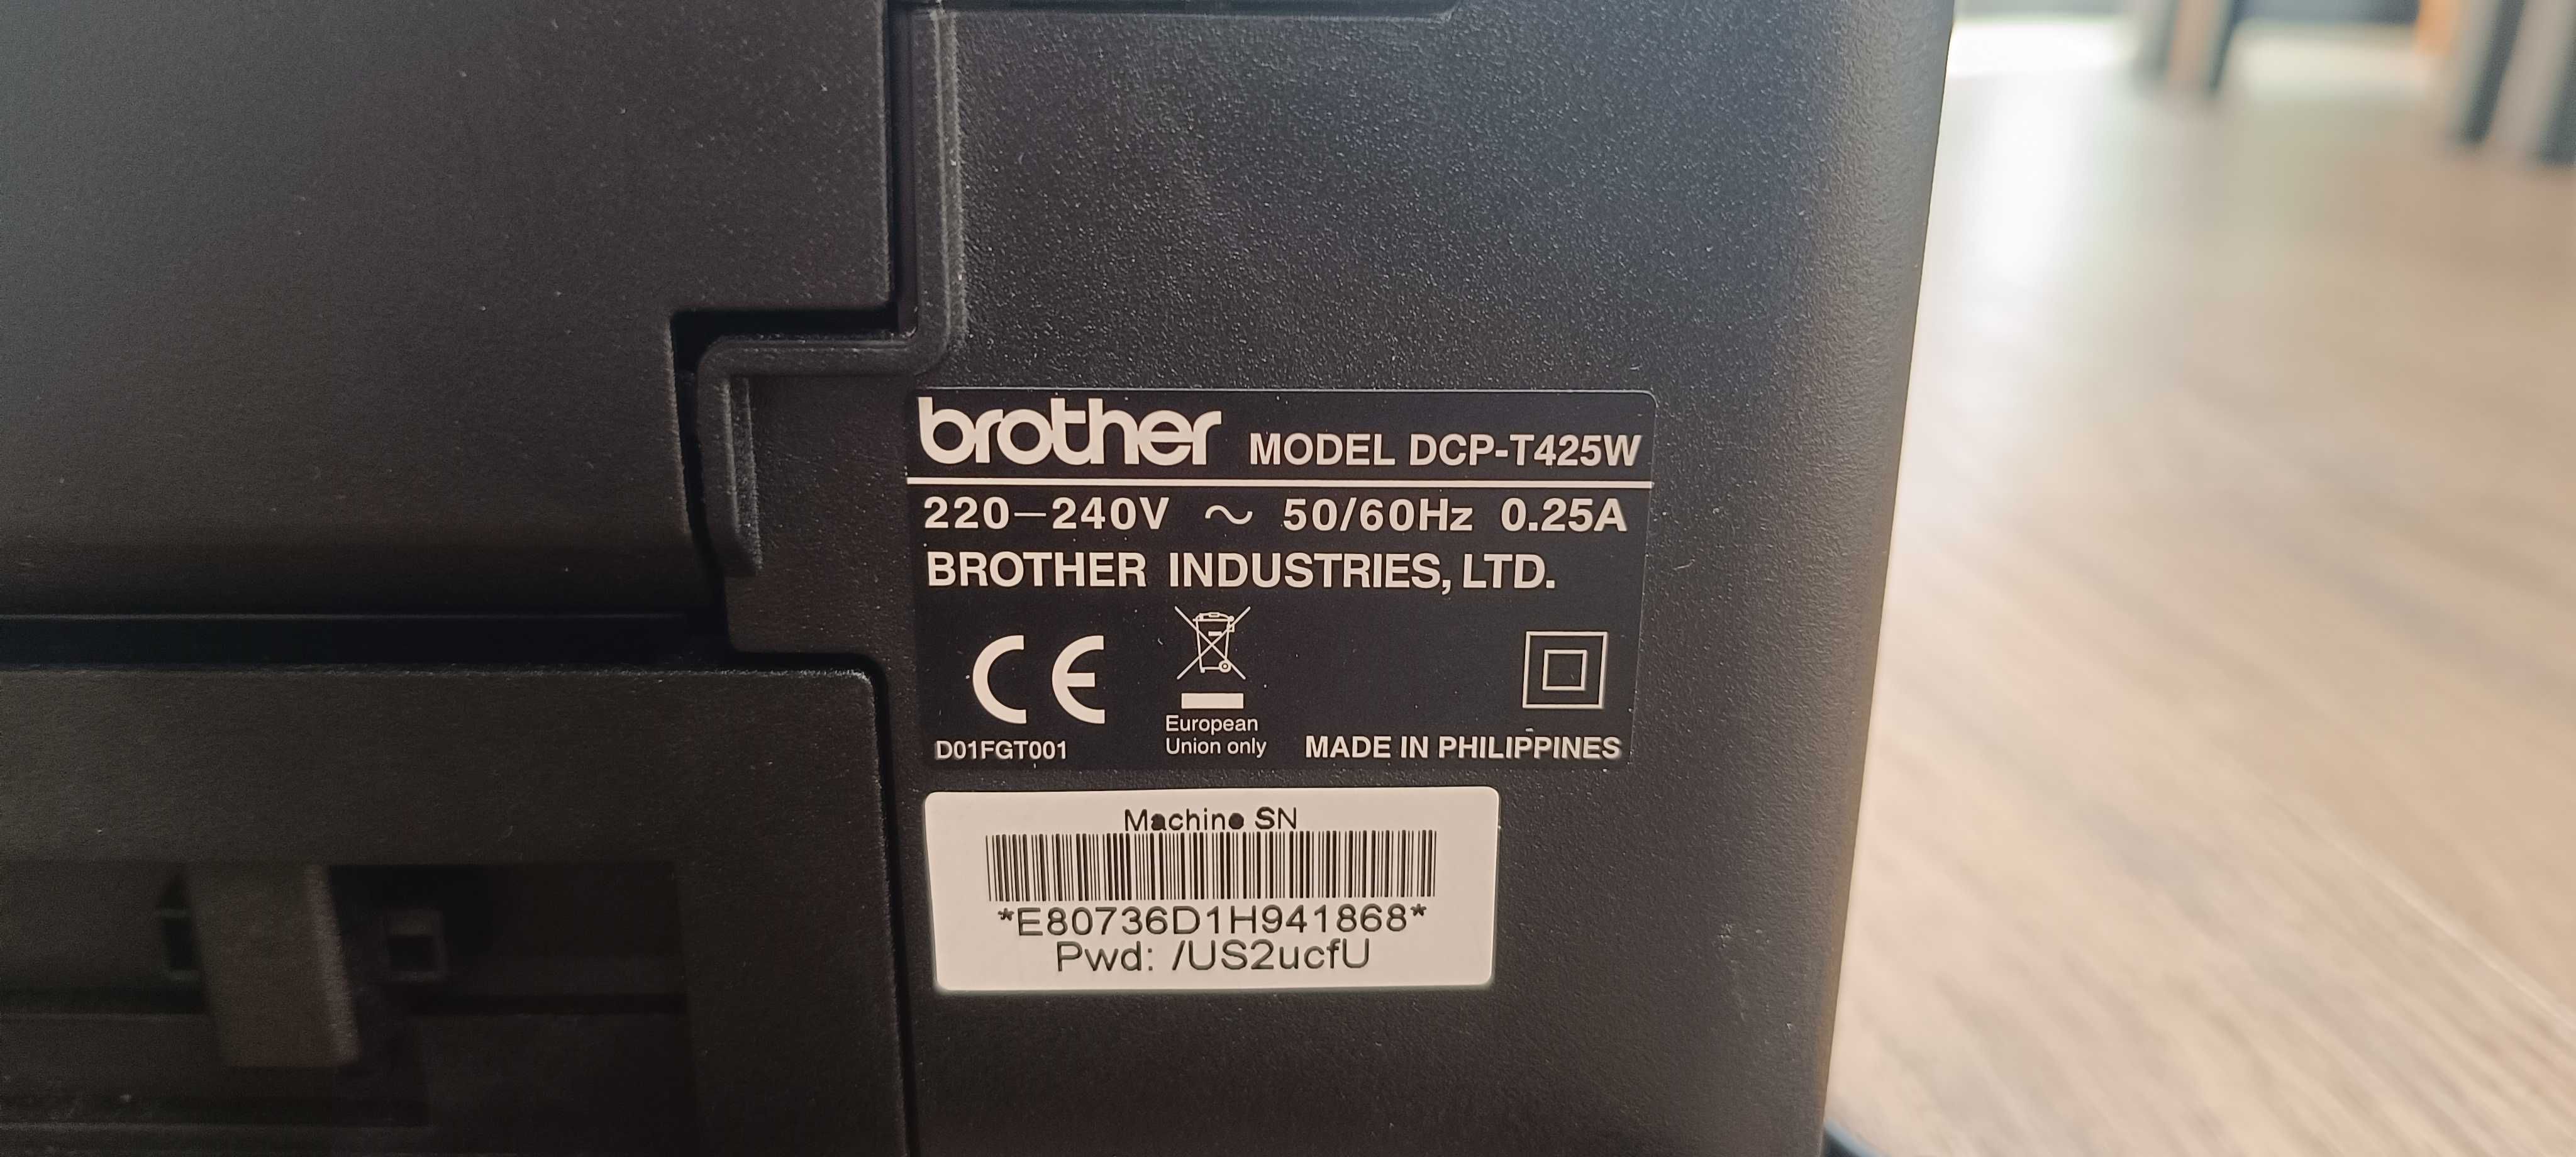 brother MODEL DCP-T425W
220-240V ~ 50/60Hz 0.25A
BROTHER INDUSTRIES, LTD.
CE
European
Union only
D01FGT001
MADE IN PHILIPPINES
Machine SN
*E80736D1H941868*
Pwd: /US2ucfU